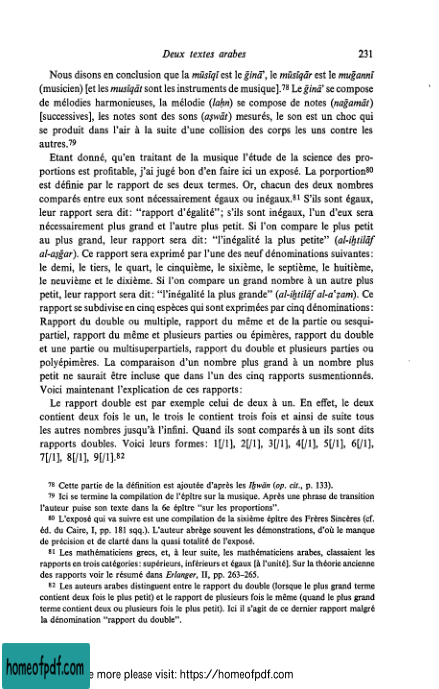 Deux textes arabes 231
Nous disons en conclusion que la mūsīqī est le ġinā', le mūsīqār est le muġannī
(musicien) [et les musīqāt sont les instruments de musique].78 Le ġinā' se compose
de mélodies harmonieuses, la mélodie (laḥn) se compose de notes (naġamāt)
[successives], les notes sont des sons (aṣwāt) mesurés, le son est un choc qui
se produit dans l'air à la suite d'une collision des corps les uns contre les
autres.79
Etant donné, qu'en traitant de la musique l'étude de la science des pro-
portions est profitable, j'ai jugé bon d'en faire ici un exposé. La porportion80
est définie par le rapport de ses deux termes. Or, chacun des deux nombres
comparés entre eux sont nécessairement égaux ou inégaux.81 S'ils sont égaux,
leur rapport sera dit: "rapport d'égalité"; s'ils sont inégaux, l'un d'eux sera
nécessairement plus grand et l'autre plus petit. Si l'on compare le plus petit
au plus grand, leur rapport sera dit: "l'inégalité la plus petite" (al-iḫtilāf
al-aṣġar). Ce rapport sera exprimé par l'une des neuf dénominations suivantes:
le demi, le tiers, le quart, le cinquième, le sixième, le septième, le huitième,
le neuvième et le dixième. Si l'on compare un grand nombre à un autre plus
petit, leur rapport sera dit: "l'inégalité la plus grande" (al-iḫtilāf al-a'ẓam). Ce
rapport se subdivise en cinq espèces qui sont exprimées par cinq dénominations:
Rapport du double ou multiple, rapport du même et de la partie ou sesqui-
partiel, rapport du même et plusieurs parties ou épimères, rapport du double
et une partie ou multisuperpartiels, rapport du double et plusieurs parties ou
polyépimères. La comparaison d'un nombre plus grand à un nombre plus
petit ne saurait être incluse que dans l'un des cinq rapports susmentionnés.
Voici maintenant l'explication de ces rapports:
Le rapport double est par exemple celui de deux à un. En effet, le deux
contient deux fois le un, le trois le contient trois fois et ainsi de suite tous
les autres nombres jusqu'à l'infini. Quand ils sont comparés à un ils sont dits
rapports doubles. Voici leurs formes: 1[/1], 2[/1], 3[/1], 4[/1], 5[/1], 6[/1],
7[/1], 8[/1], 9[/1].82
78 Cette partie de la définition est ajoutée d'après les Iḫwān (op. cit., p. 133).
79 Ici se termine la compilation de l'épître sur la musique. Après une phrase de transition
l'auteur puise son texte dans la 6e épître "sur les proportions".
80 L'exposé qui va suivre est une compilation de la sixième épître des Frères Sincères (cf.
éd. du Caire, I, pp. 181 sqq.). L'auteur abrège souvent les démonstrations, d'où le manque
de précision et de clarté dans la quasi totalité de l'exposé.
81 Les mathématiciens grecs, et, à leur suite, les mathématiciens arabes, classaient les
rapports en trois catégories: supérieurs, inférieurs et égaux [à l'unité]. Sur la théorie ancienne
des rapports voir le résumé dans Erlanger, II, pp. 263–265.
82 Les auteurs arabes distinguent entre le rapport du double (lorsque le plus grand terme
contient deux fois le plus petit) et le rapport de plusieurs fois le même (quand le plus grand
terme contient deux ou plusieurs fois le plus petit). Ici il s'agit de ce dernier rapport malgré
la dénomination "rapport du double".
homeofpdf.com e more please visit: https://homeofpdf.com